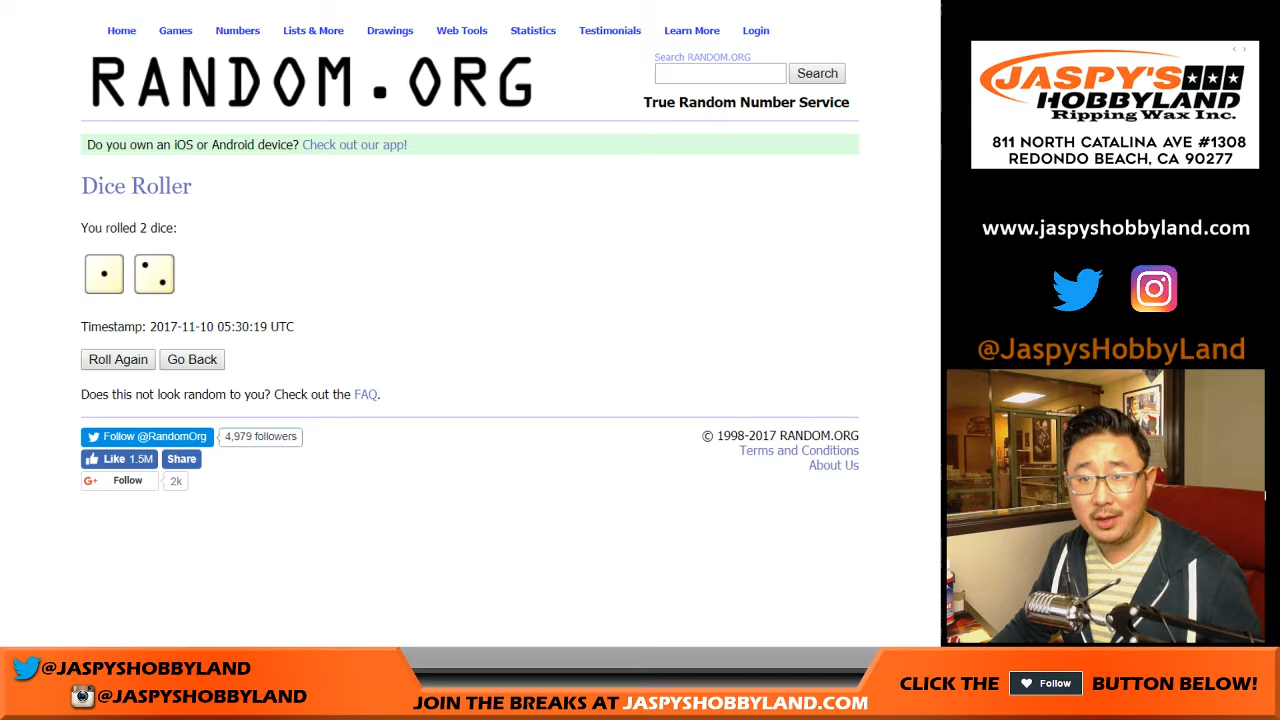 Home Games Numbers Lists & More Drawings Web Tools Statistics Testimonials Learn More Login
RANDOM.ORG
Search RANDOM.ORG
Search
True Random Number Service
Do you own an iOS or Android device? Check out our app!
Dice Roller
You rolled 2 dice:
Timestamp: 2017-11-10 05:30:19 UTC
Roll Again Go Back
Does this not look random to you? Check out the FAQ.
Follow @RandomOrg 4,979 followers
Like 1.5M Share
G+ Follow 2k
© 1998-2017 RANDOM.ORG
Terms and Conditions
About Us
JASPY'S
HOBBYLAND
Ripping Wax Inc.
811 NORTH CATALINA AVE #1308
REDONDO BEACH, CA 90277
www.jaspyshobbyland.com
@JaspysHobbyLand
@JASPYSHOBBYLAND
@JASPYSHOBBYLAND
JOIN THE BREAKS AT JASPYSHOBBYLAND.COM
CLICK THE Follow BUTTON BELOW!